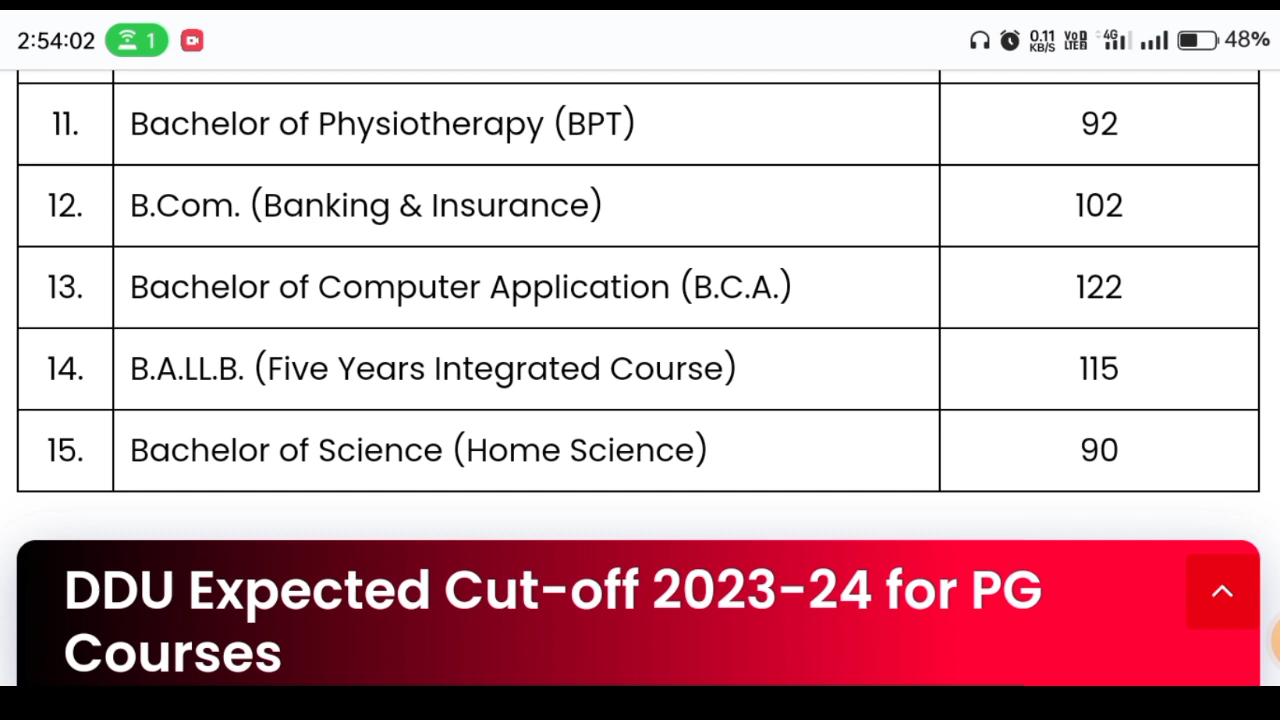 2:54:02 1 0.11 KB/S Vo LTE 4G 48%
11. Bachelor of Physiotherapy (BPT) 92
12. B.Com. (Banking & Insurance) 102
13. Bachelor of Computer Application (B.C.A.) 122
14. B.A.LL.B. (Five Years Integrated Course) 115
15. Bachelor of Science (Home Science) 90
DDU Expected Cut-off 2023-24 for PG
Courses